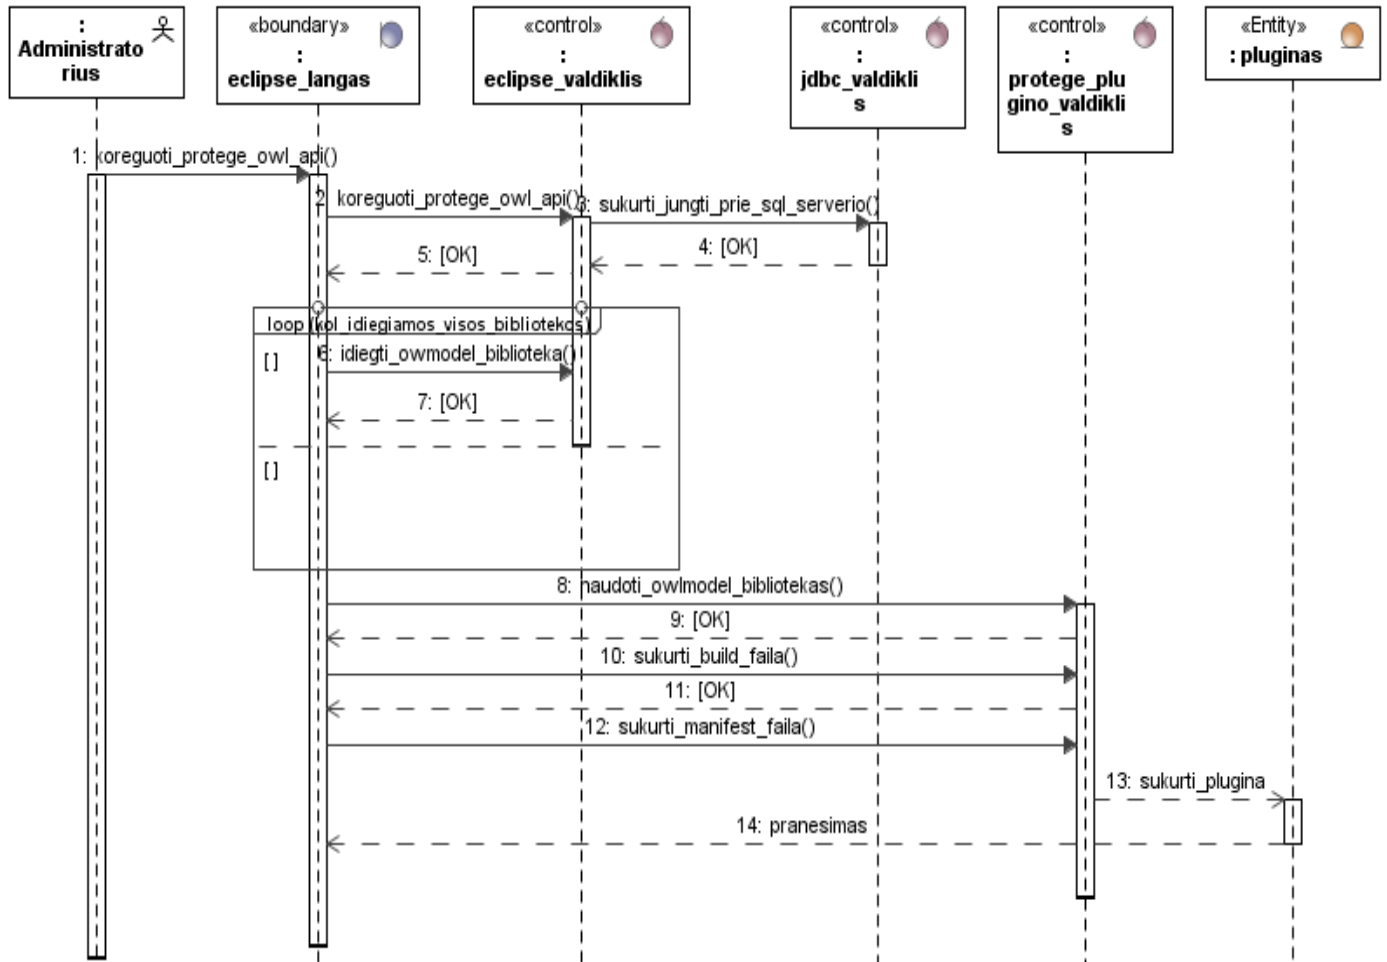 :
Administrato
rius
«boundary»
:
eclipse_langas
«control»
:
eclipse_valdiklis
«control»
:
jdbc_valdikli
s
«control»
:
protege_plu
gino_valdikli
s
«Entity»
: pluginas
1: koreguoti_protege_owl_api()
2: koreguoti_protege_owl_api()
3: sukurti_jungti_prie_sql_serverio()
4: [OK]
5: [OK]
loop (kol_idiegiamos_visos_bibliotekos)
[ ]
6: idiegti_owmodel_biblioteka()
7: [OK]
[ ]
8: naudoti_owlmodel_bibliotekas()
9: [OK]
10: sukurti_build_faila()
11: [OK]
12: sukurti_manifest_faila()
13: sukurti_plugina
14: pranesimas